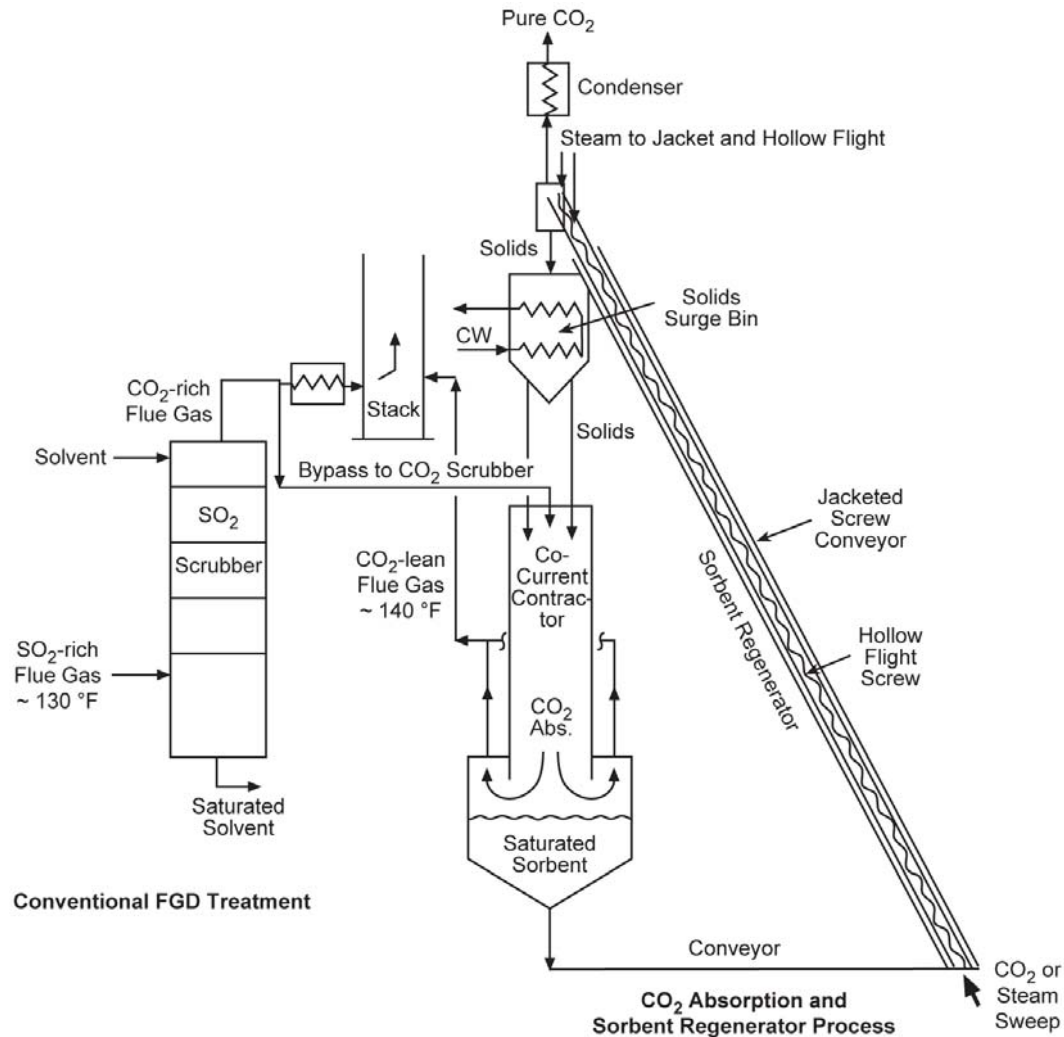 Pure CO₂
Condenser
Steam to Jacket and Hollow Flight
Solids
Solids
Surge Bin
CW
CO₂-rich
Flue Gas
Stack
Solids
Solvent
Bypass to CO₂ Scrubber
SO₂
Scrubber
Jacketed
Screw
Conveyor
CO₂-lean
Flue Gas
~ 140 °F
Co-
Current
Contrac-
tor
Sorbent Regenerator
SO₂-rich
Flue Gas
~ 130 °F
Hollow
Flight
Screw
CO₂
Abs.
Saturated
Solvent
Saturated
Sorbent
Conventional FGD Treatment
Conveyor
CO₂ or
Steam
Sweep
CO₂ Absorption and
Sorbent Regenerator Process